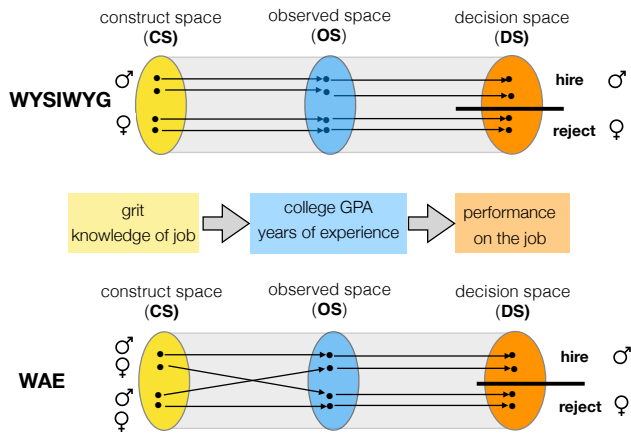 construct space
(CS)
observed space
(OS)
decision space
(DS)
♂
♀
WYSIWYG
hire ♂
reject ♀
grit
knowledge of job
college GPA
years of experience
performance
on the job
construct space
(CS)
observed space
(OS)
decision space
(DS)
♂
♀
♂
♀
WAE
hire ♂
reject ♀